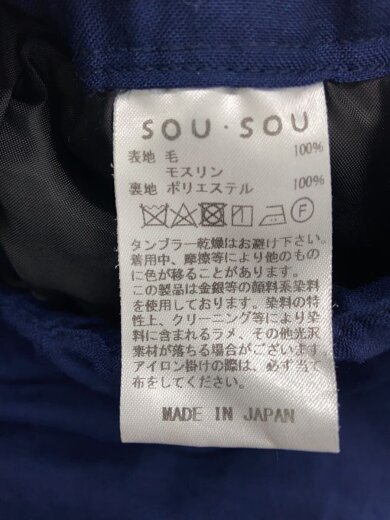 SOU・SOU
表地 毛 100%
モスリン
裏地 ポリエステル 100%
F
タンブラー乾燥はお避け下さい。
着用中、摩擦等により他のもの
に色が移ることがあります。
この製品は金銀等の顔料系染料
を使用しております。染料の特
性上、クリーニング等により染
料に含まれるラメ、その他光沢
素材が落ちる場合がございます。
アイロン掛けの際は、必ず当て
布をしてください。
MADE IN JAPAN